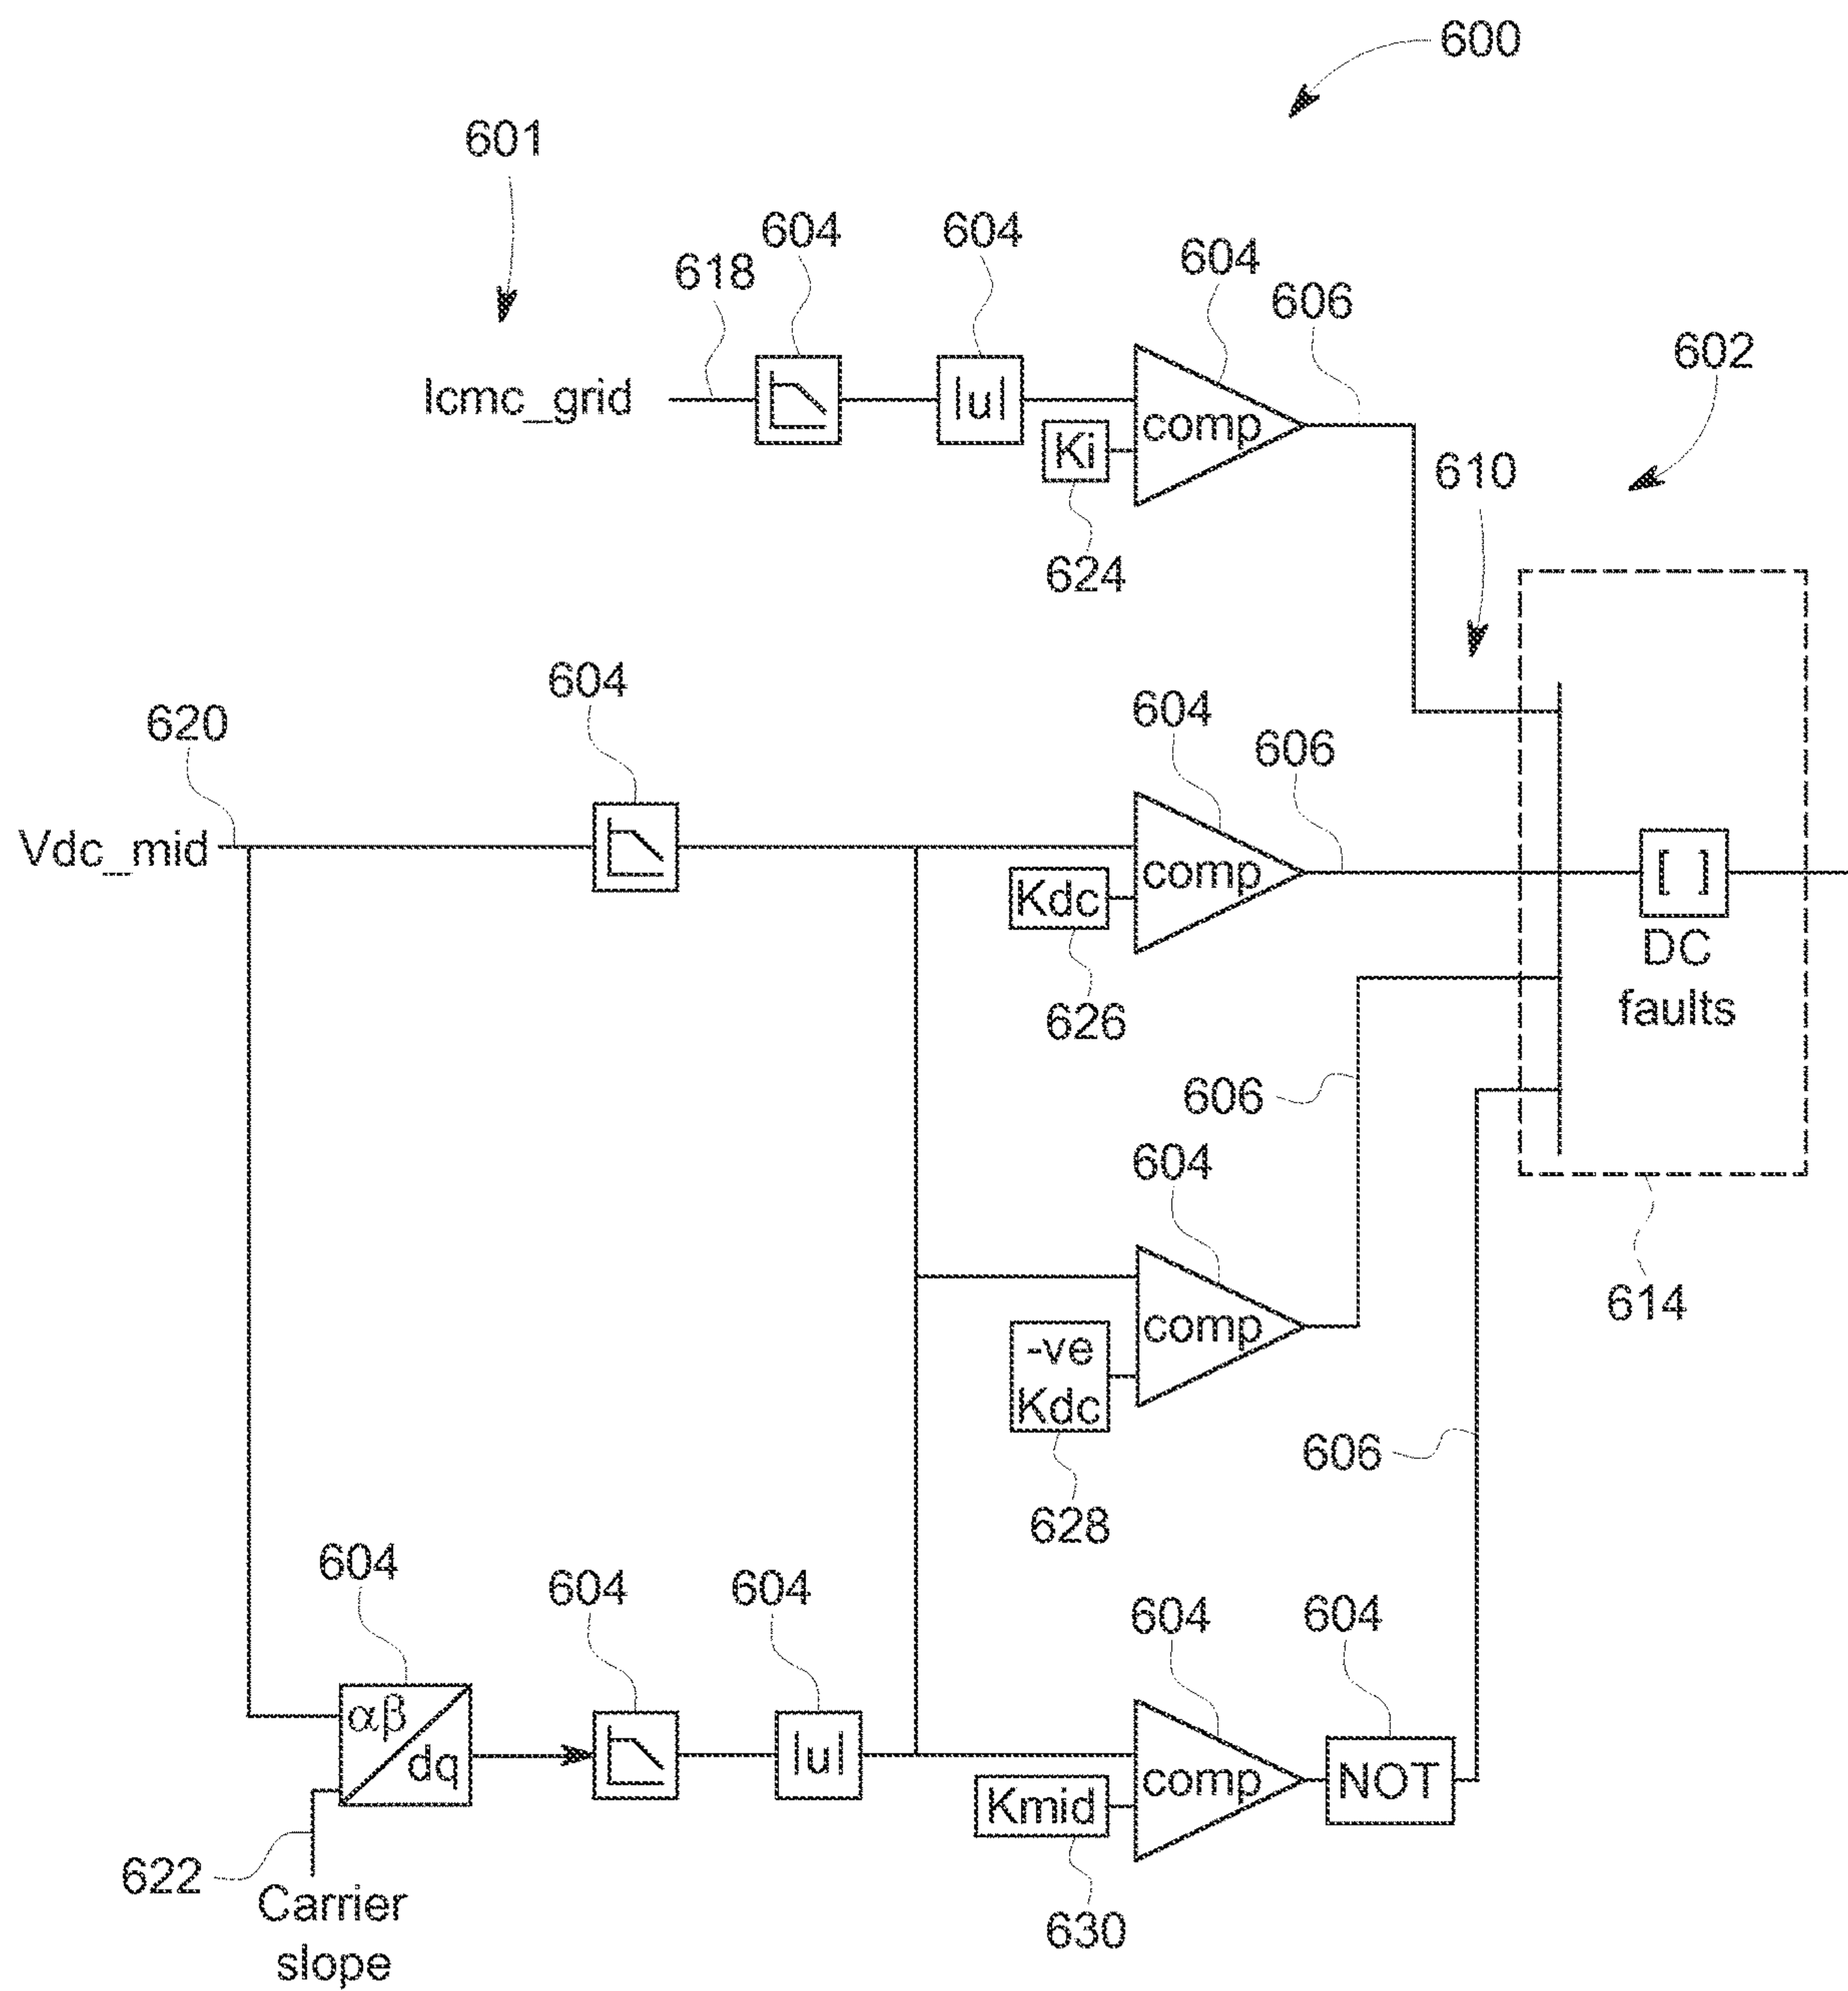 600
601
604
604
618
604
606
602
Icmc_grid
|u|
comp
Ki
610
624
604
620
604
606
Vdc_mid
comp
Kdc
[ ]
DC
faults
626
606
604
614
comp
-ve
Kdc
606
628
604
604
604
604
604
αβ
dq
|u|
comp
NOT
Kmid
622
Carrier
slope
630